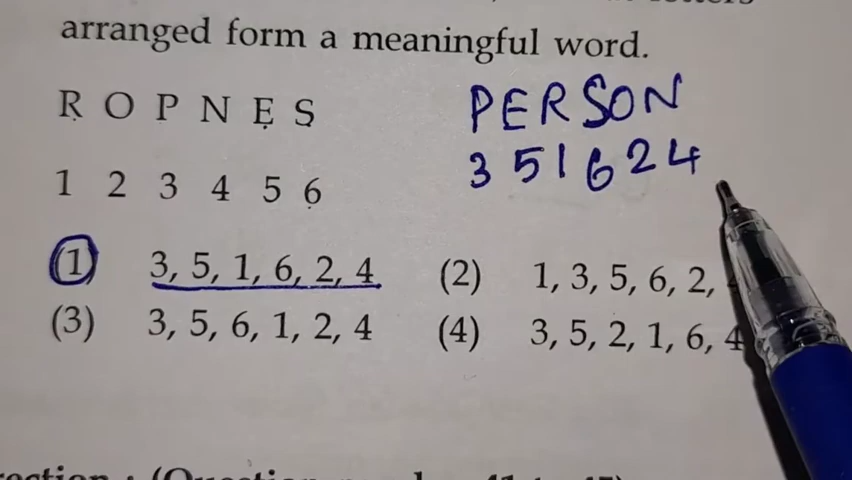 letters
arranged form a meaningful word.
R O P N E S
PERSON
1 2 3 4 5 6
3 5 1 6 2 4
(1) 3, 5, 1, 6, 2, 4 (2) 1, 3, 5, 6, 2,
(3) 3, 5, 6, 1, 2, 4 (4) 3, 5, 2, 1, 6, 4
(Question